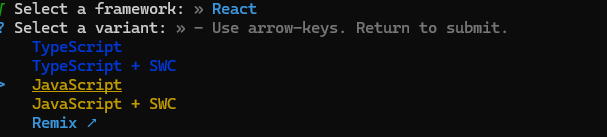 √ Select a framework: » React
? Select a variant: » - Use arrow-keys. Return to submit.
TypeScript
TypeScript + SWC
> JavaScript
JavaScript + SWC
Remix ↗